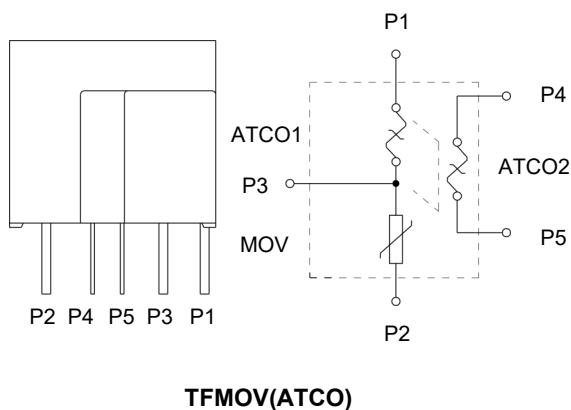 P1
P4
ATCO1
ATCO2
P3
MOV
P5
P2 P4 P5 P3 P1
P2
TFMOV(ATCO)